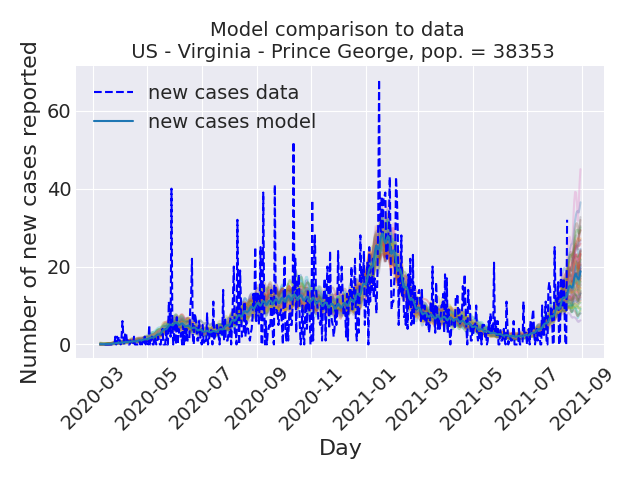 Model comparison to data
US - Virginia - Prince George, pop. = 38353
Number of new cases reported
60
40
20
0
new cases data
new cases model
2020-03
2020-05
2020-07
2020-09
2020-11
2021-01
2021-03
2021-05
2021-07
2021-09
Day